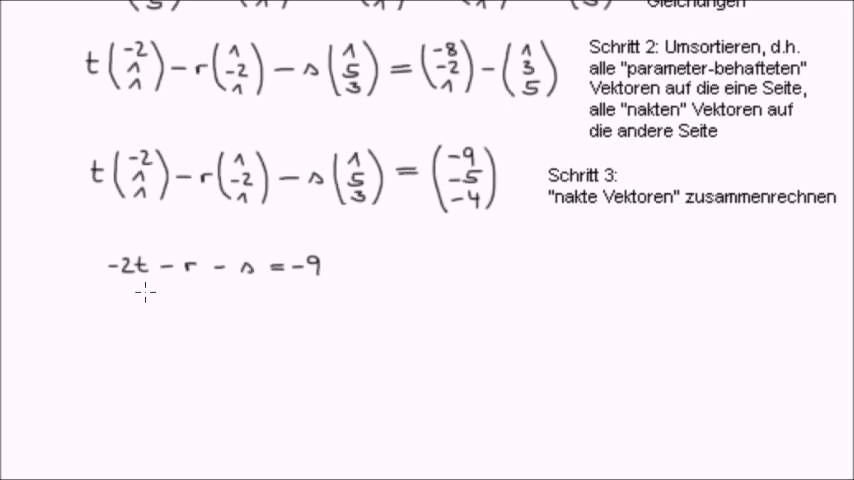 Gleichungen
t(-2 1 1) - r(1 -2 1) - s(1 5 3) = (-8 -2 1) - (1 3 5)
Schritt 2: Umsortieren, d.h.
alle "parameter-behafteten"
Vektoren auf die eine Seite,
alle "nakten" Vektoren auf
die andere Seite
t(-2 1 1) - r(1 -2 1) - s(1 5 3) = (-9 -5 -4)
Schritt 3:
"nakte Vektoren" zusammenrechnen
-2t - r - s = -9